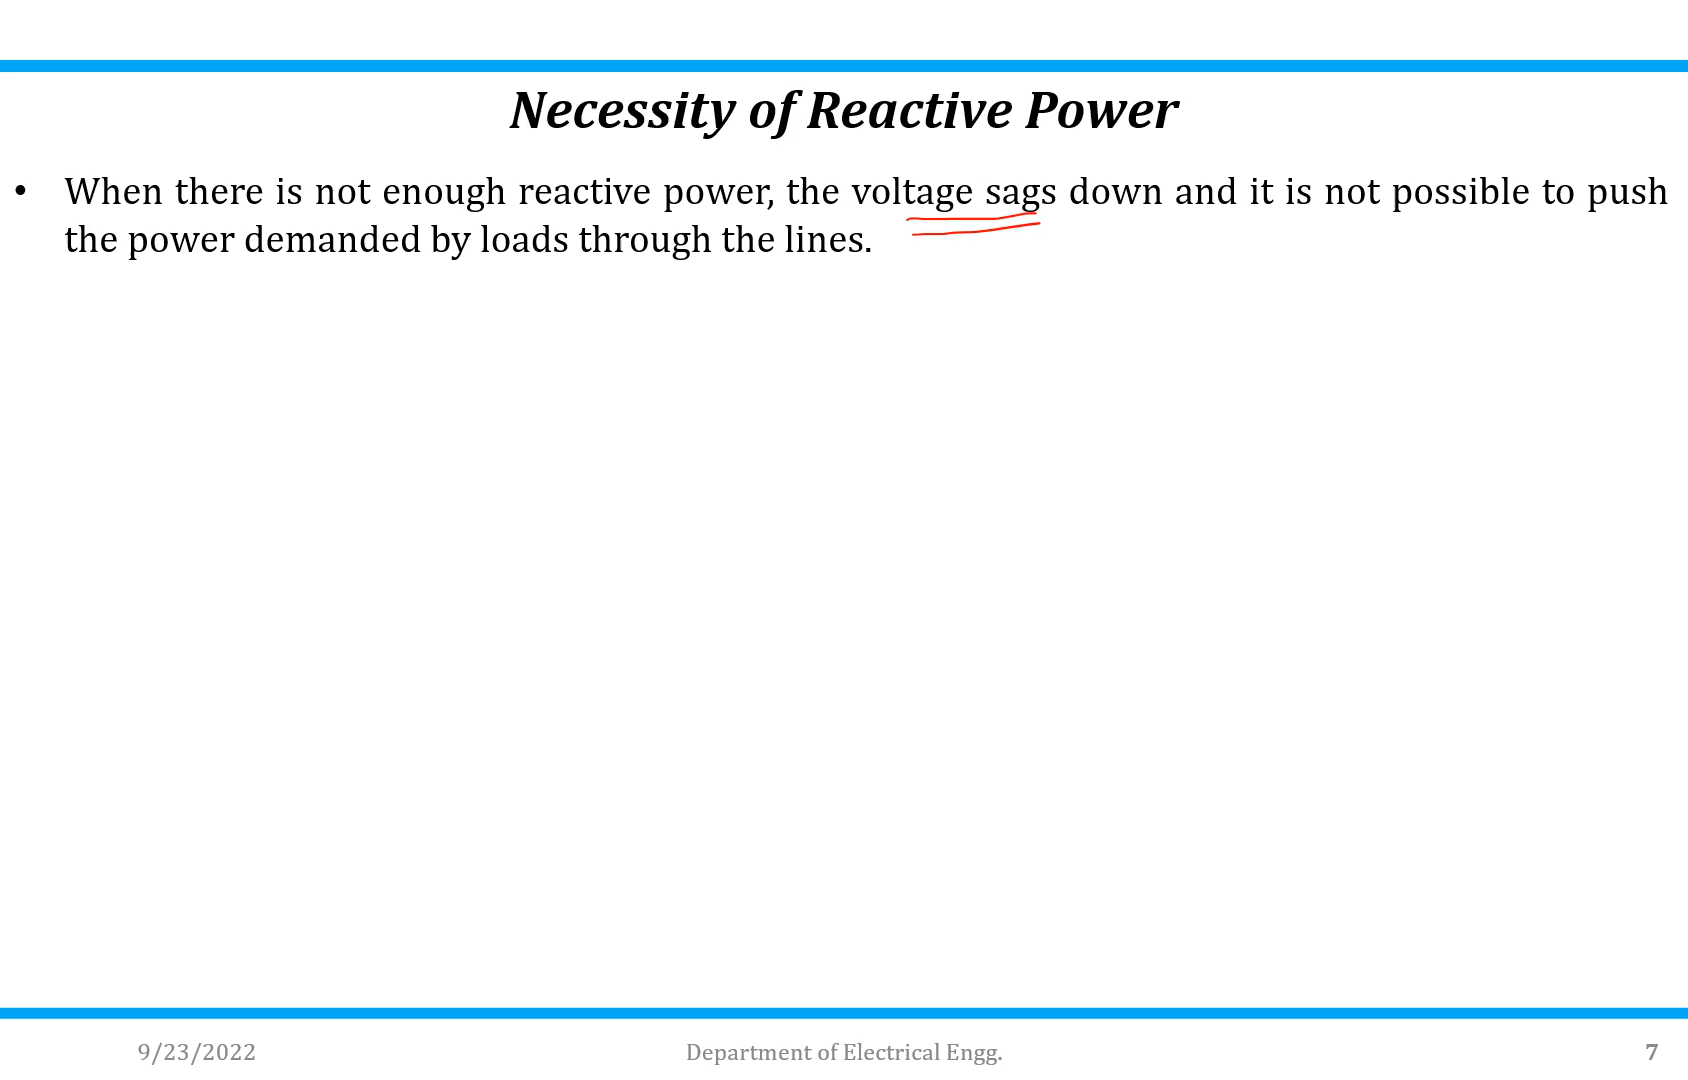 Necessity of Reactive Power
• When there is not enough reactive power, the voltage sags down and it is not possible to push
the power demanded by loads through the lines.
9/23/2022 Department of Electrical Engg. 7